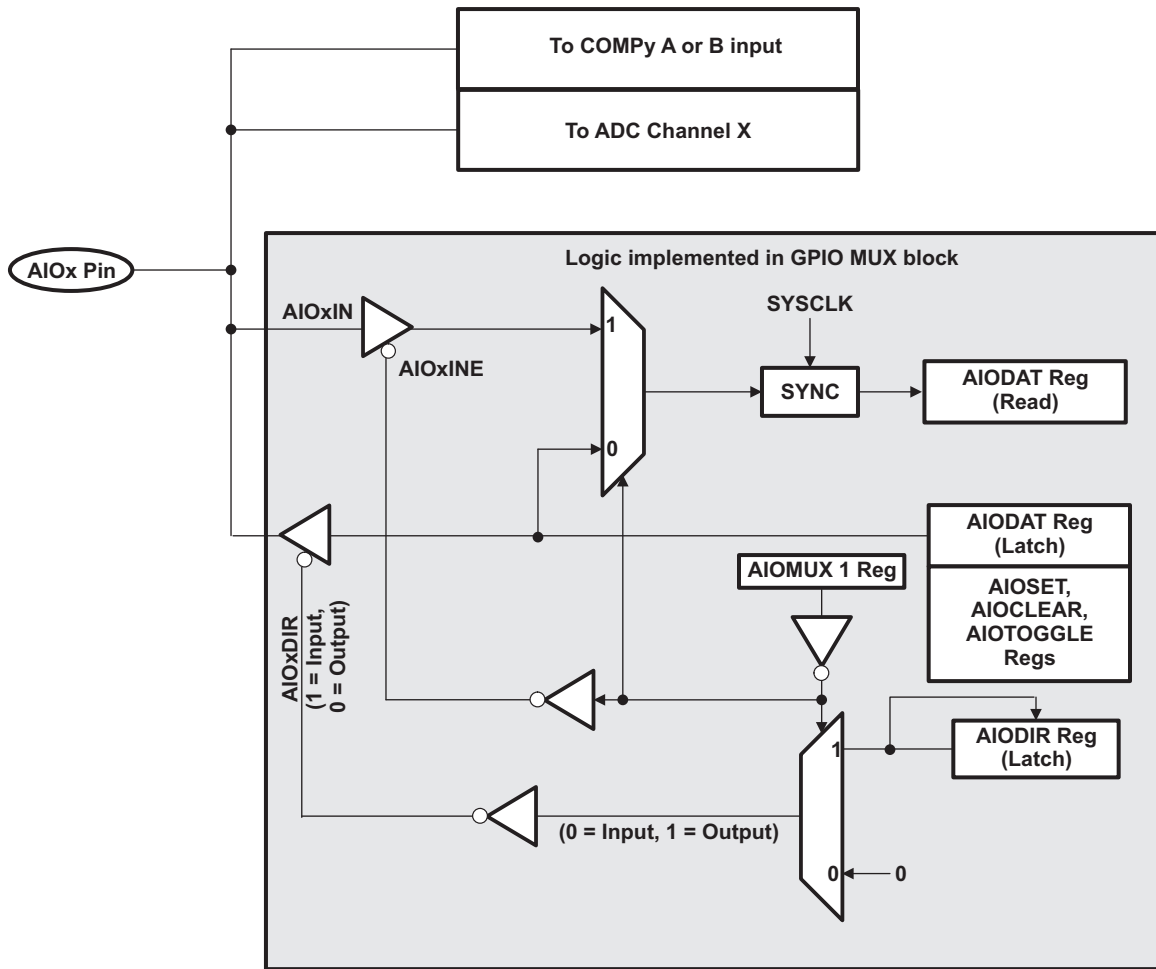 To COMPy A or B input
To ADC Channel X
AIOx Pin
Logic implemented in GPIO MUX block
AIOxIN
AIOxINE
1
0
SYSCLK
SYNC
AIODAT Reg
(Read)
AIODAT Reg
(Latch)
AIOSET,
AIOCLEAR,
AIOTOGGLE
Regs
AIOMUX 1 Reg
AIOxDIR
(1 = Input,
0 = Output)
1
AIODIR Reg
(Latch)
(0 = Input, 1 = Output)
0
0